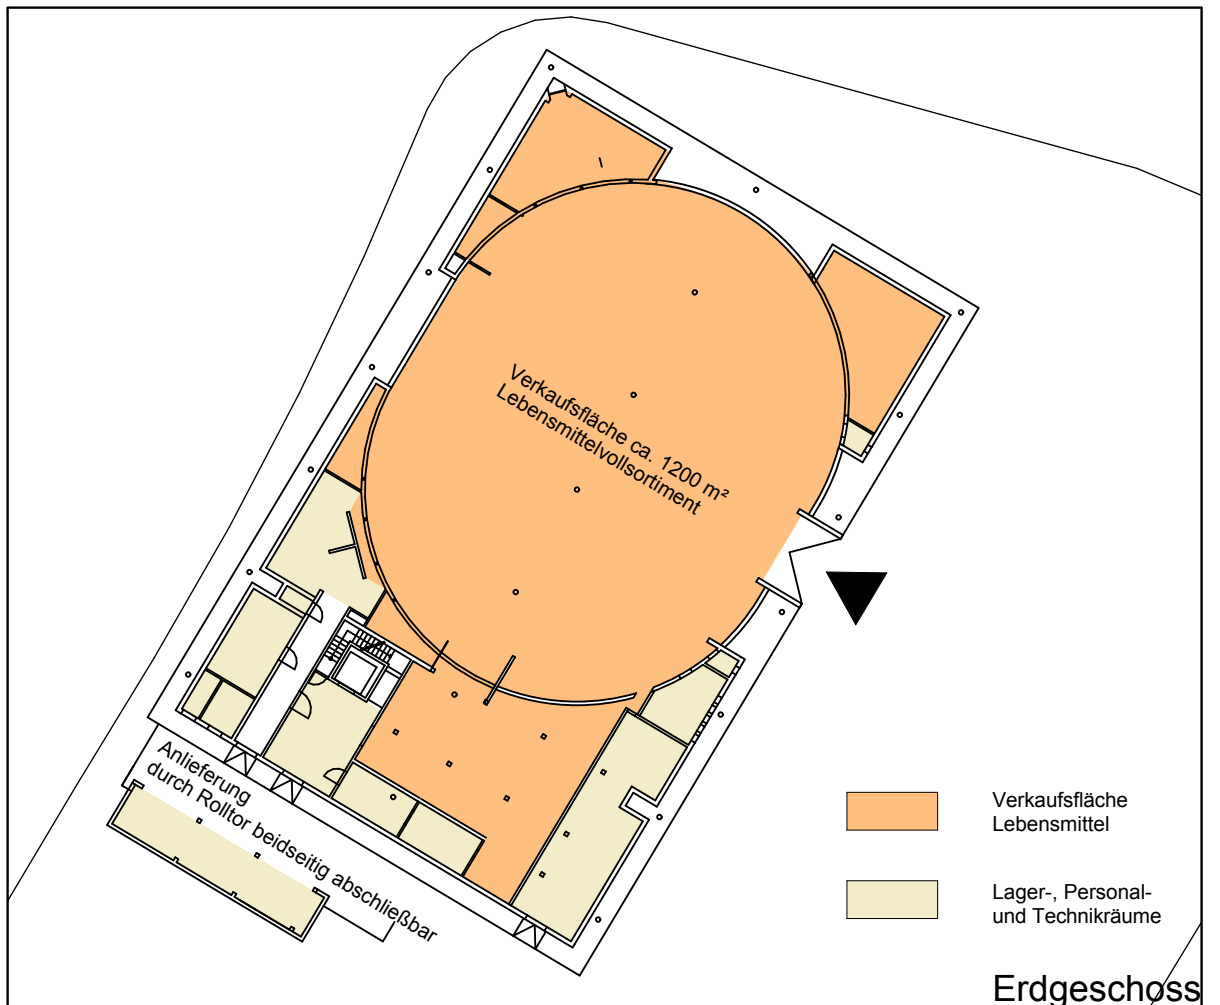 Verkaufsfläche ca. 1200 m²
Lebensmittelvollsortiment
Anlieferung
durch Rolltor beidseitig abschließbar
Verkaufsfläche
Lebensmittel
Lager-, Personal-
und Technikräume
Erdgeschoss